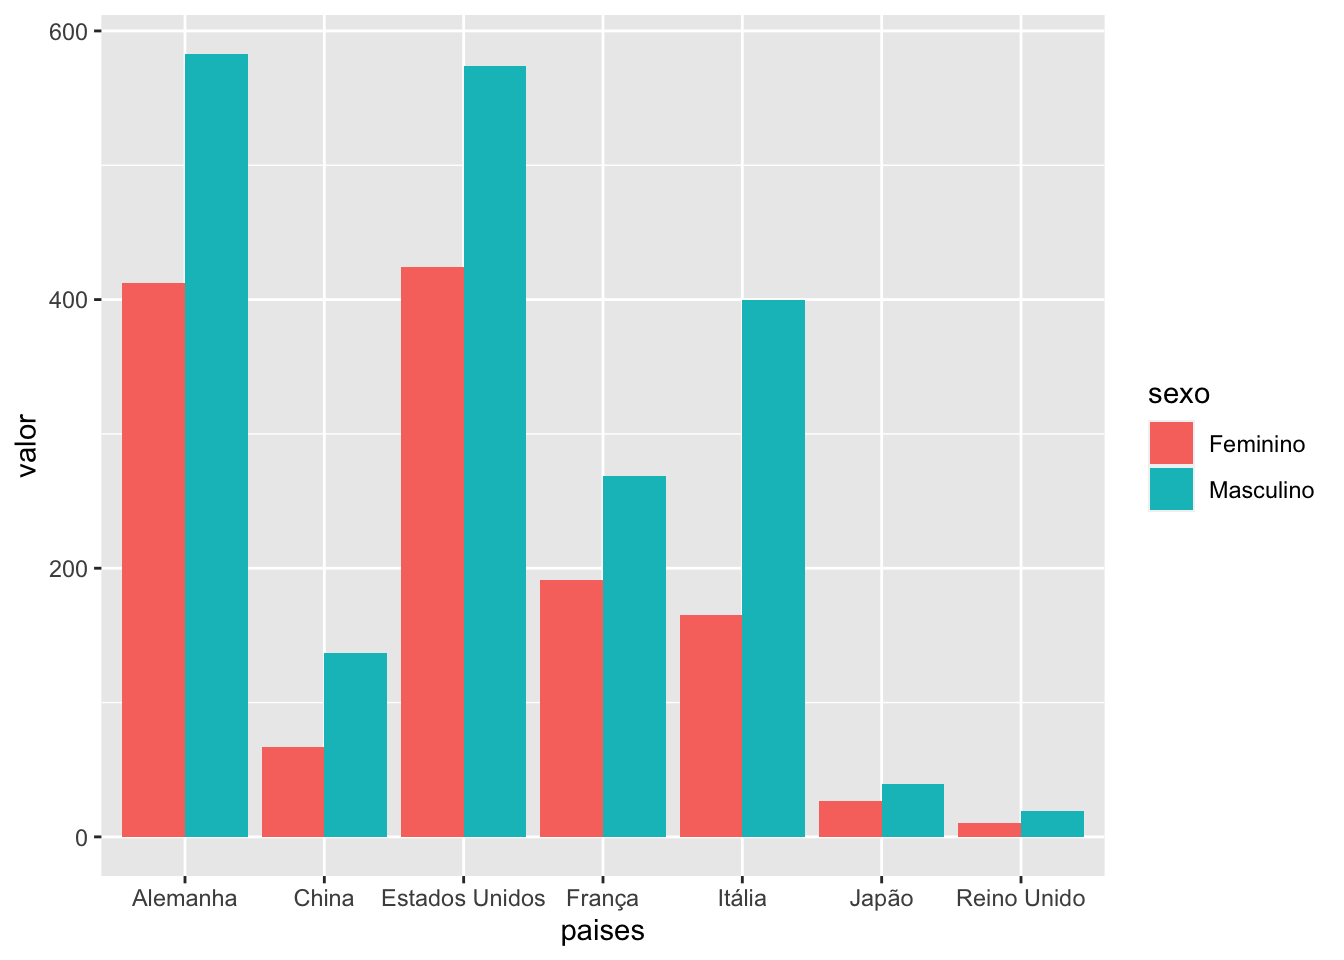 600
400
200
0
valor
Alemanha China Estados Unidos França Itália Japão Reino Unido
paises
sexo
Feminino
Masculino